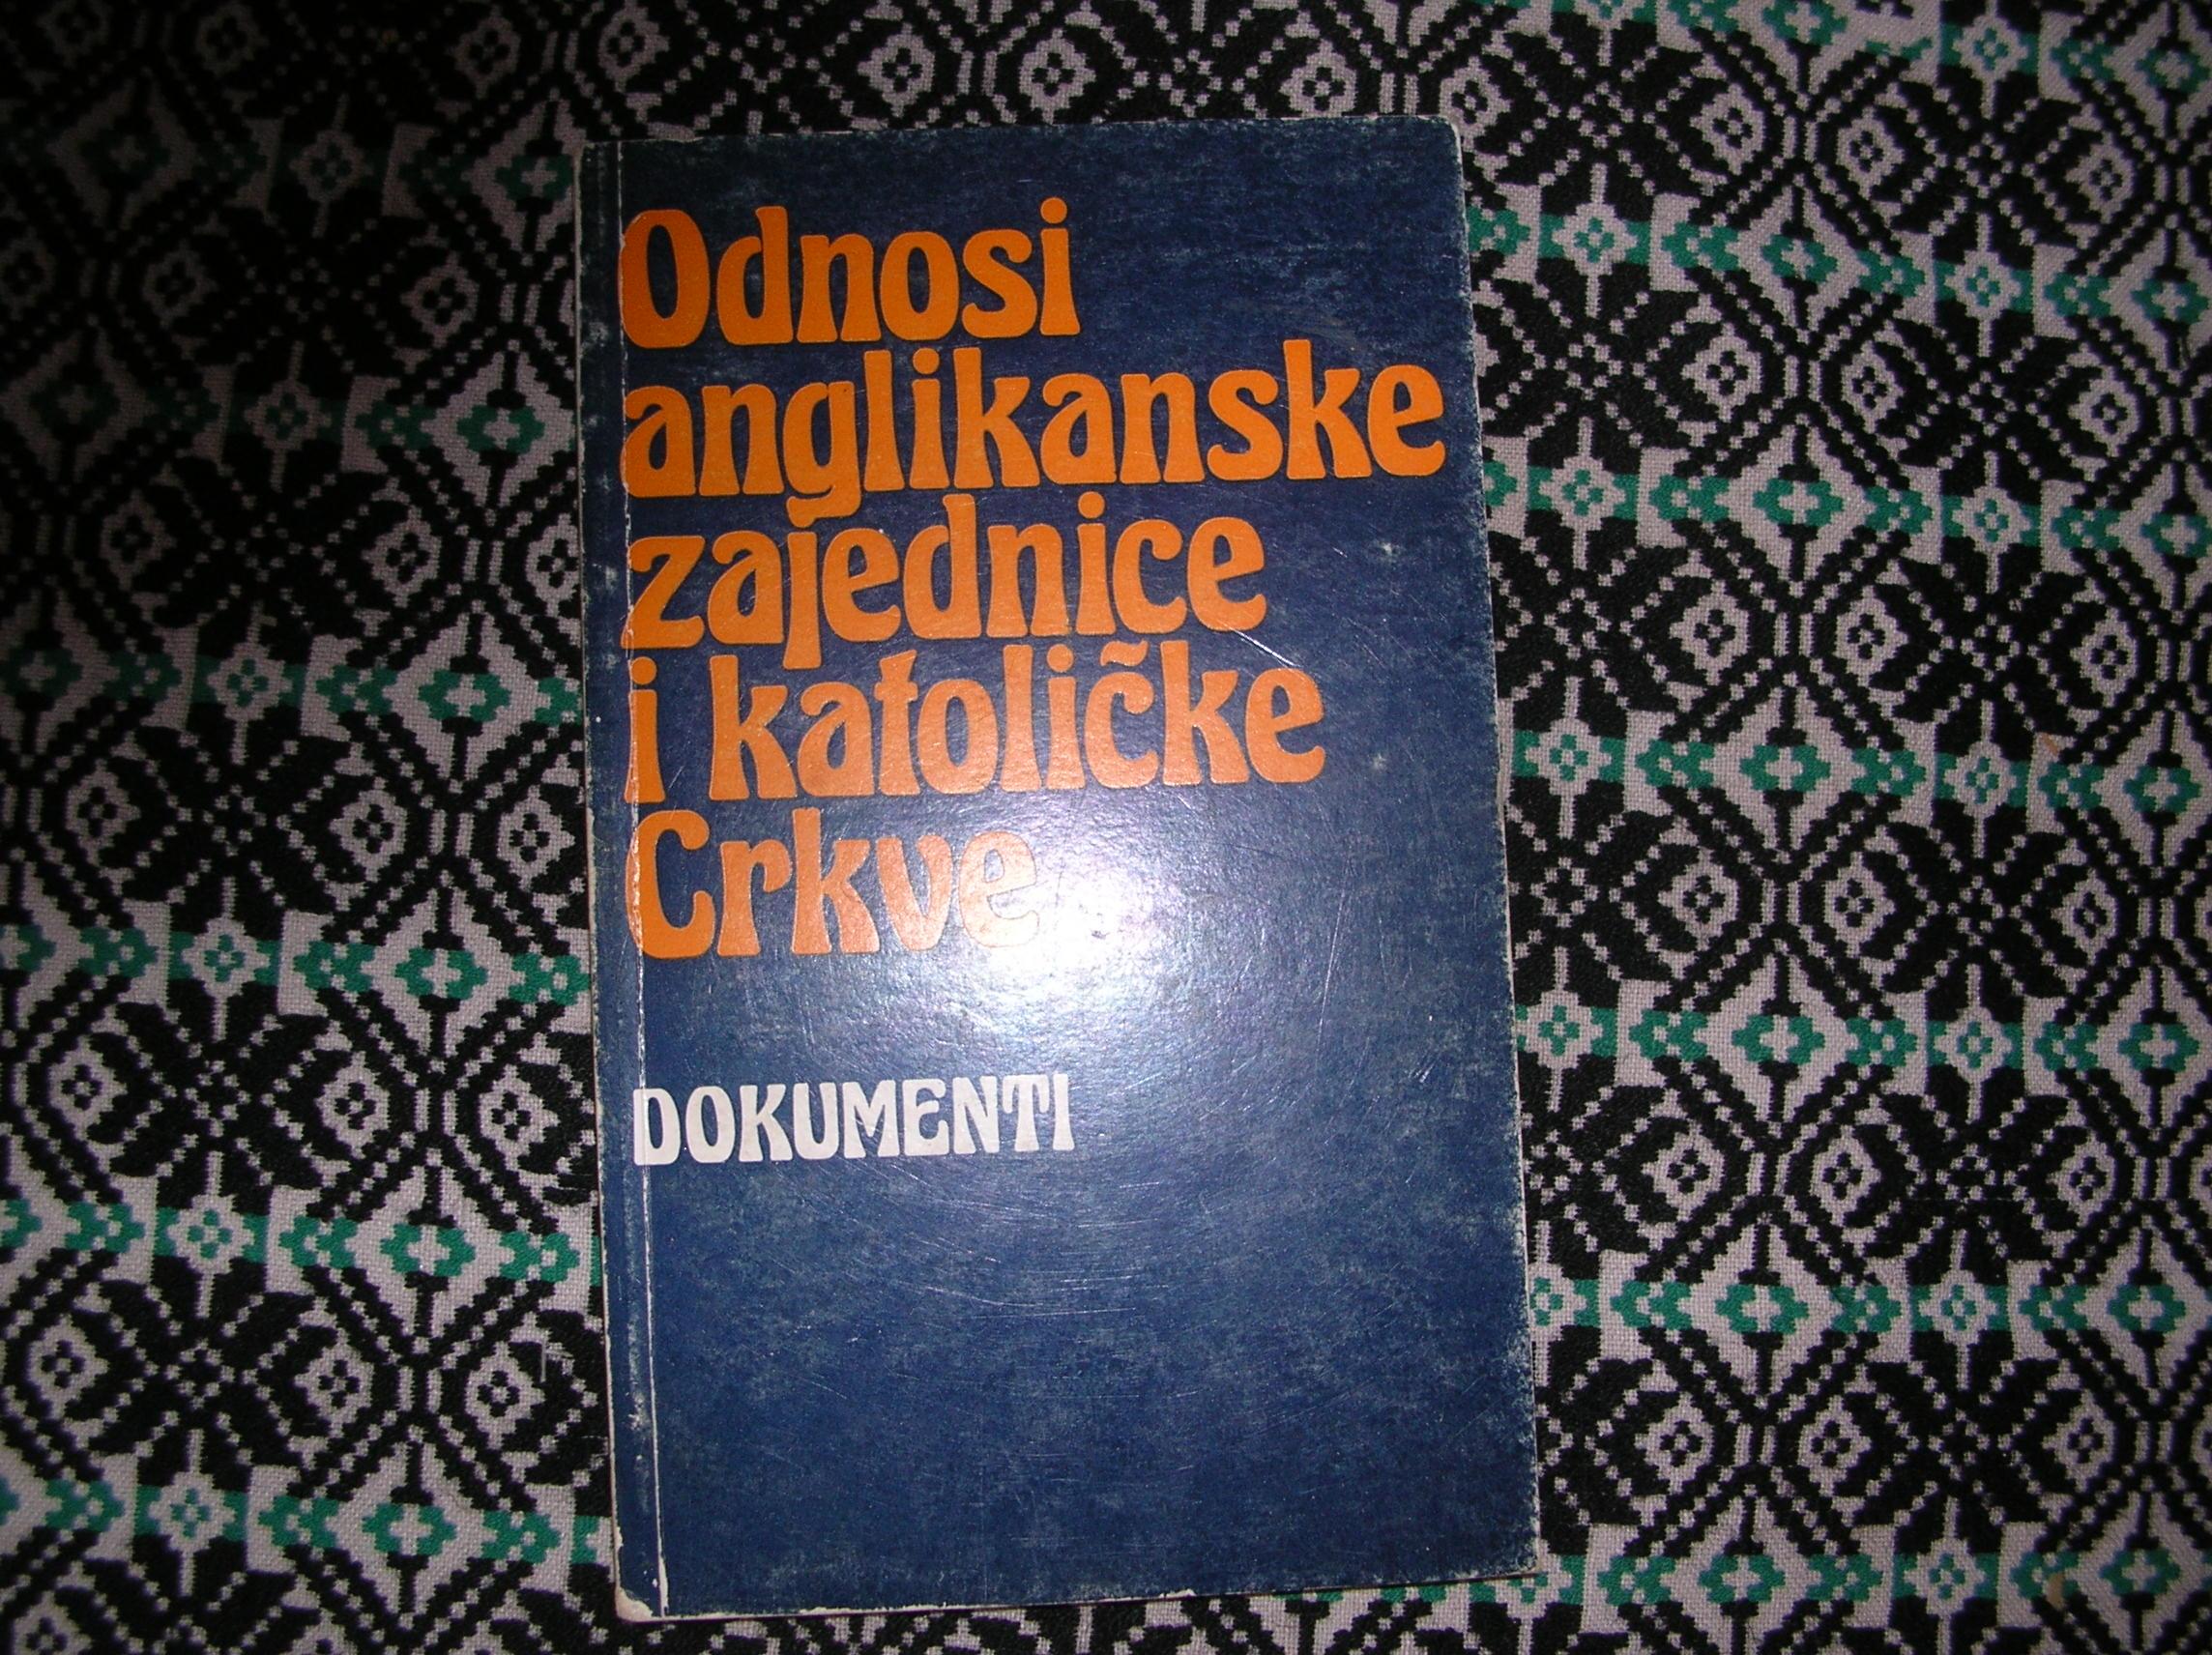 Odnosi
anglikanske
zajednice
i katoličke
Crkve
DOKUMENTI